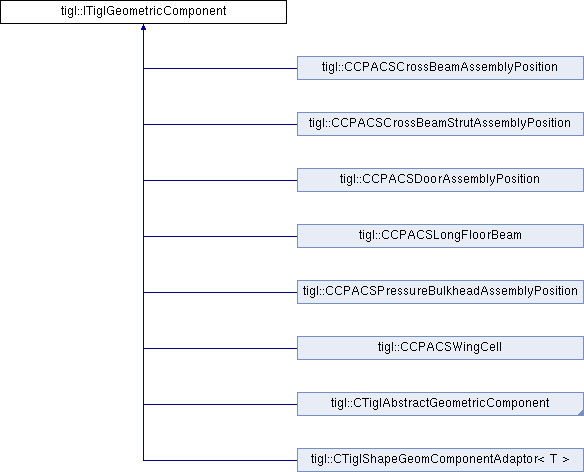 tigl::ITiglGeometricComponent
tigl::CCPACSCrossBeamAssemblyPosition
tigl::CCPACSCrossBeamStrutAssemblyPosition
tigl::CCPACSDoorAssemblyPosition
tigl::CCPACSLongFloorBeam
tigl::CCPACSPressureBulkheadAssemblyPosition
tigl::CCPACSWingCell
tigl::CTiglAbstractGeometricComponent
tigl::CTiglShapeGeomComponentAdaptor< T >